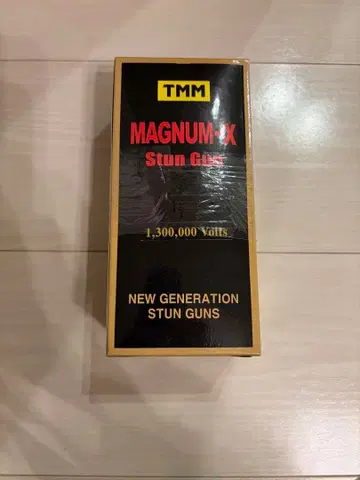 TMM
MAGNUM-X
Stun Gun
1,300,000 Volts
NEW GENERATION
STUN GUNS